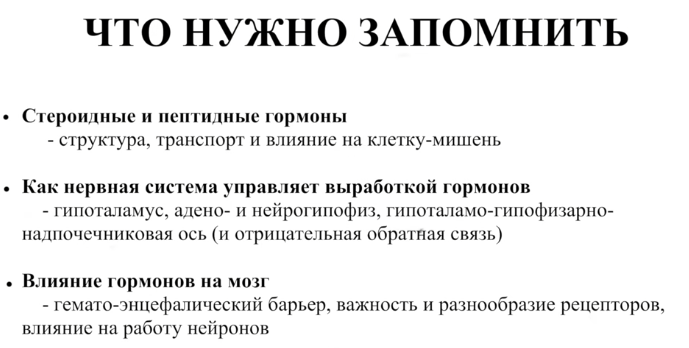 ЧТО НУЖНО ЗАПОМНИТЬ
• Стероидные и пептидные гормоны
- структура, транспорт и влияние на клетку-мишень
• Как нервная система управляет выработкой гормонов
- гипоталамус, адено- и нейрогипофиз, гипоталамо-гипофизарно-
надпочечниковая ось (и отрицательная обратная связь)
• Влияние гормонов на мозг
- гемато-энцефалический барьер, важность и разнообразие рецепторов,
влияние на работу нейронов